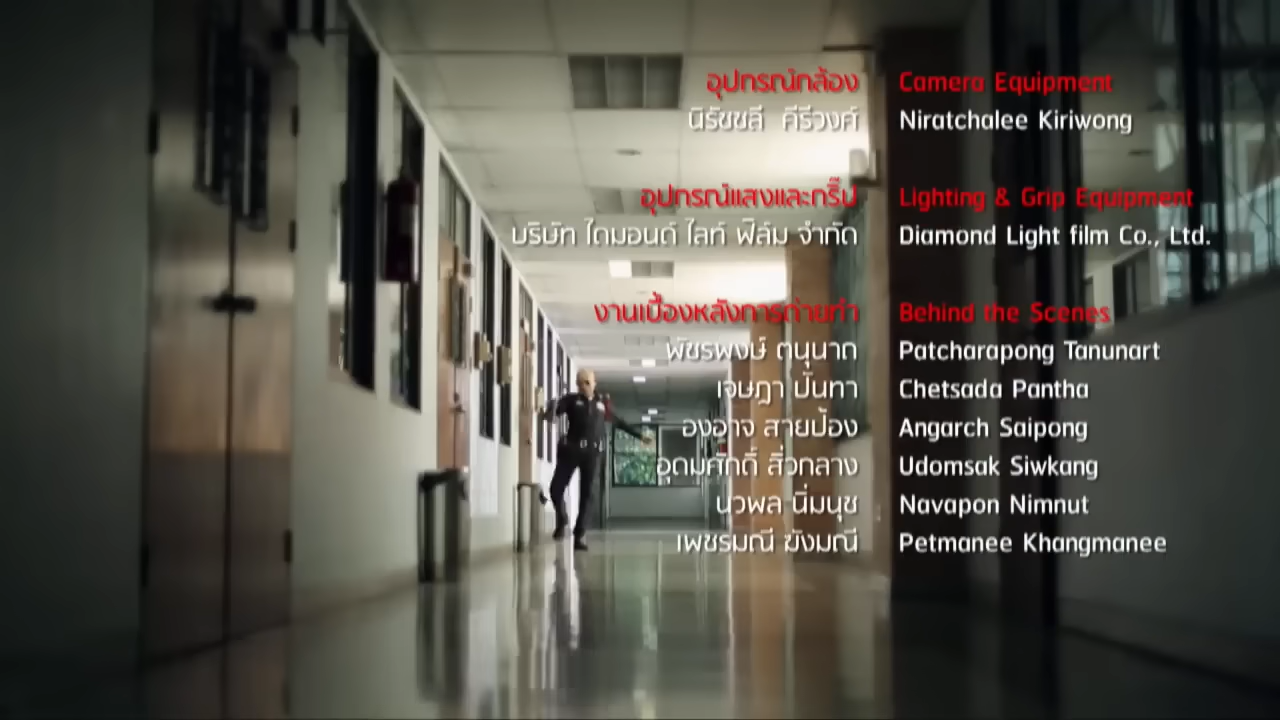 อุปกรณ์กล้อง Camera Equipment
นิรัชชลี คีรีวงศ์ Niratchalee Kiriwong
อุปกรณ์แสงและกริ๊ป Lighting & Grip Equipment
บริษัท ไดมอนด์ ไลท์ ฟิล์ม จำกัด Diamond Light film Co., Ltd.
งานเบื้องหลังการถ่ายทำ Behind the Scenes
พัชรพงษ์ ตนุนาถ Patcharapong Tanunart
เจษฎา ปั่นทา Chetsada Pantha
องอาจ สายป้อง Angarch Saipong
อุดมศักดิ์ สิ่วกลาง Udomsak Siwkang
นวพล นิ่มนุช Navapon Nimnut
เพชรมณี ฆังมณี Petmanee Khangmanee